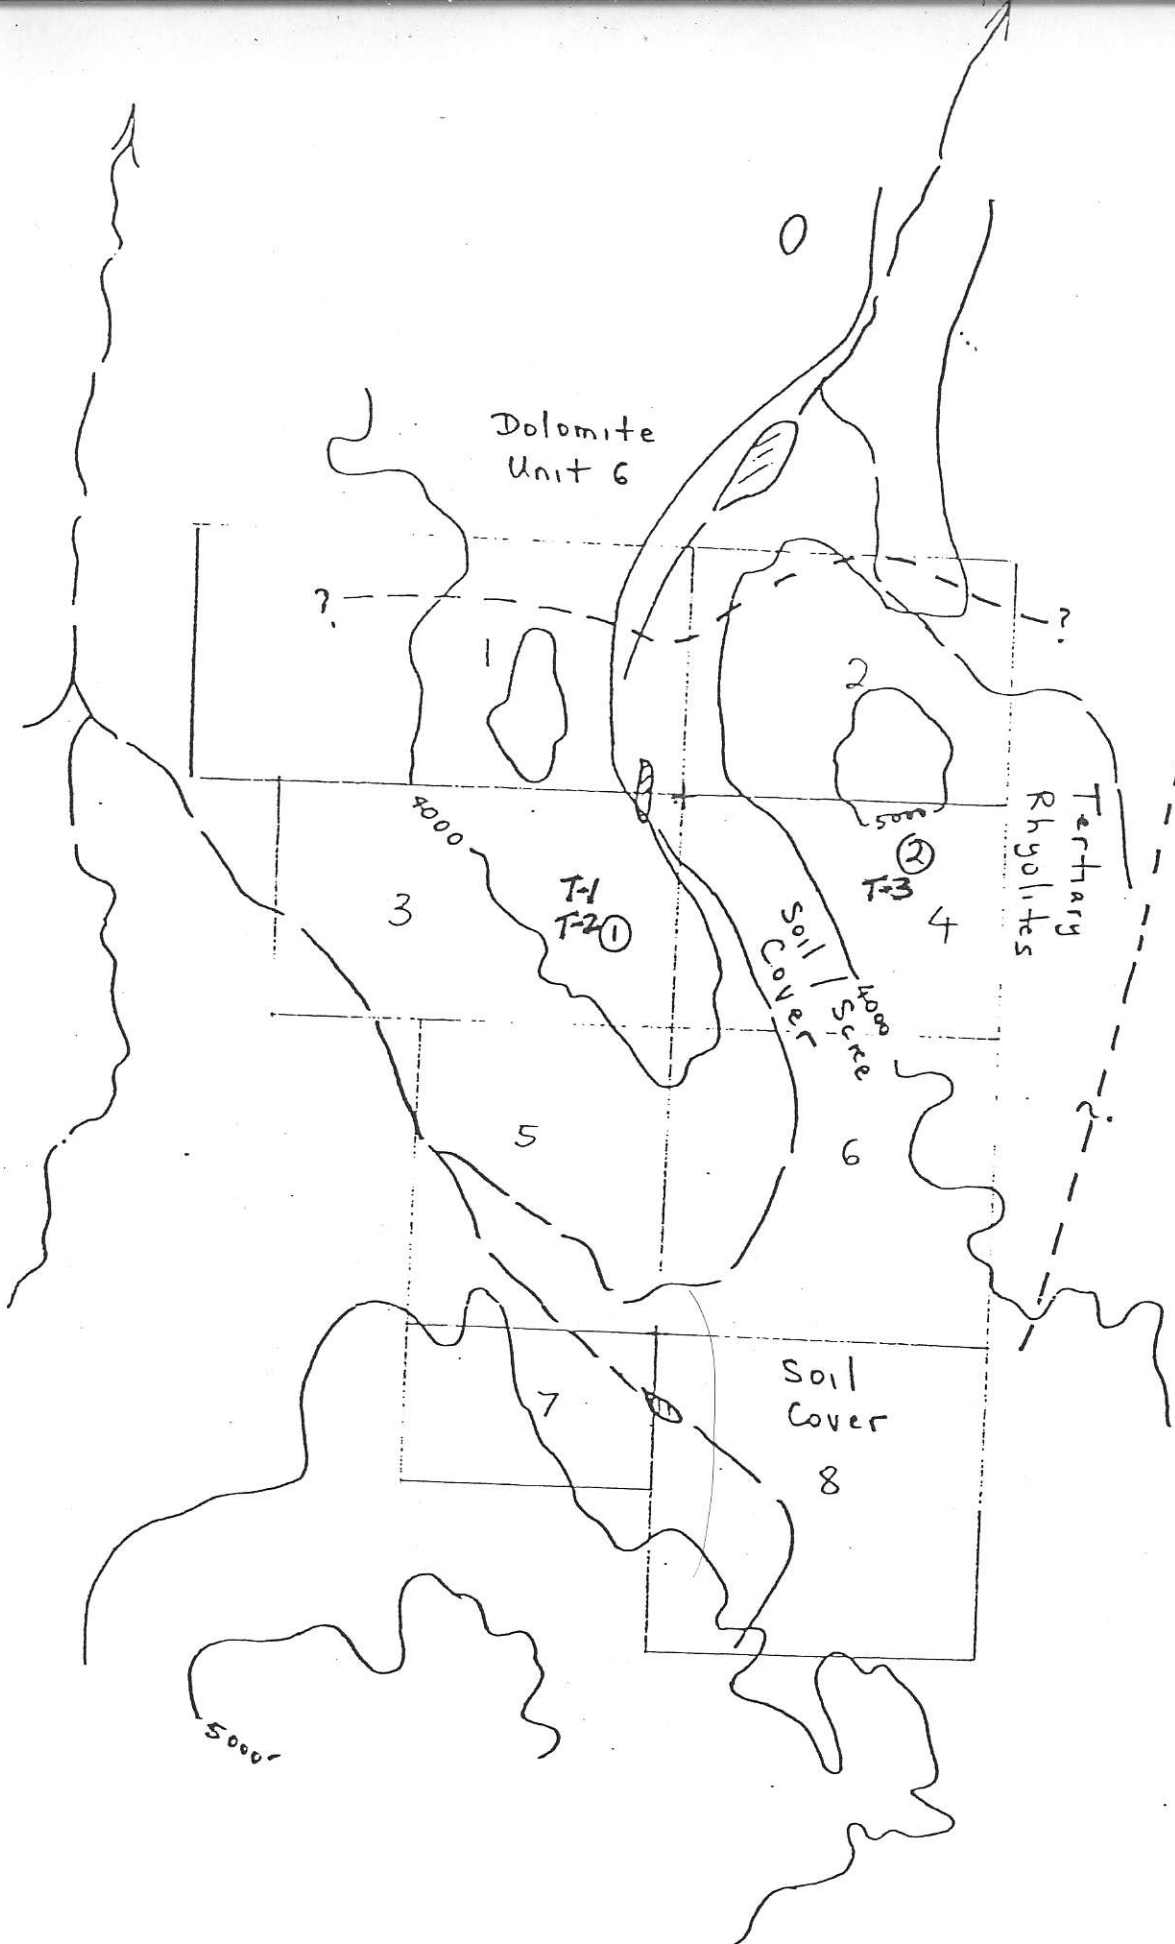 Dolomite
Unit 6
?
?
1
2
4000
5000
②
T-3
T-1
T-2 ①
3
4
Tertiary
Rhyolites
Soil / Scree
Cover
4000
5
6
?
7
Soil
Cover
8
5000